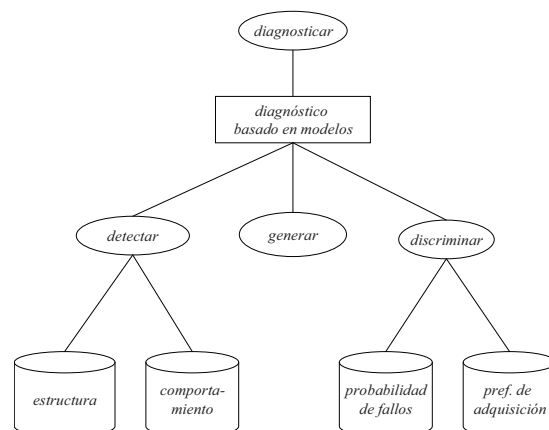 diagnosticar
diagnóstico
basado en modelos
detectar
generar
discriminar
estructura
comporta-
miento
probabilidad
de fallos
pref. de
adquisición